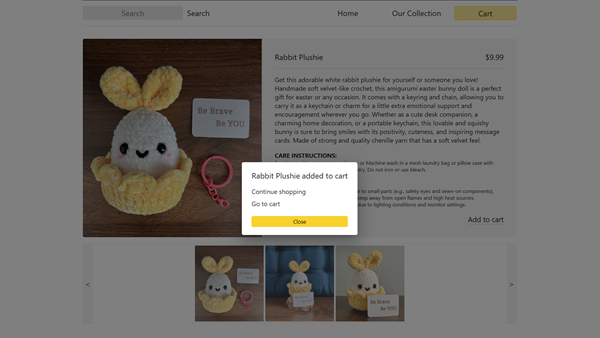 Search
Search
Home
Our Collection
Cart
Rabbit Plushie
$9.99
Get this adorable white rabbit plushie for yourself or someone you love!
Handmade soft velvet-like crochet, this amigurumi easter bunny doll is a perfect
gift for easter or any occasion. It comes with a keyring and chain, allowing you to
carry it as a keychain or charm for a little extra emotional support and
encouragement wherever you go. Whether as a cute desk companion, a
charming home decoration, or a portable keychain, this lovable and squishy
bunny is sure to bring smiles with its positivity, cuteness, and inspiring message
cards. Made of strong and quality chenille yarn that has a soft velvet feel.
CARE INSTRUCTIONS:
or Machine wash in a mesh laundry bag or pillow case with
dry. Do not iron or use bleach.
to small parts (e.g., safety eyes and sewn-on components),
keep away from open flames and high heat sources.
due to lighting conditions and monitor settings.
Add to cart
Be Brave
Be YOU
Rabbit Plushie added to cart
Continue shopping
Go to cart
Close
<
>
Be Brave
Be YOU